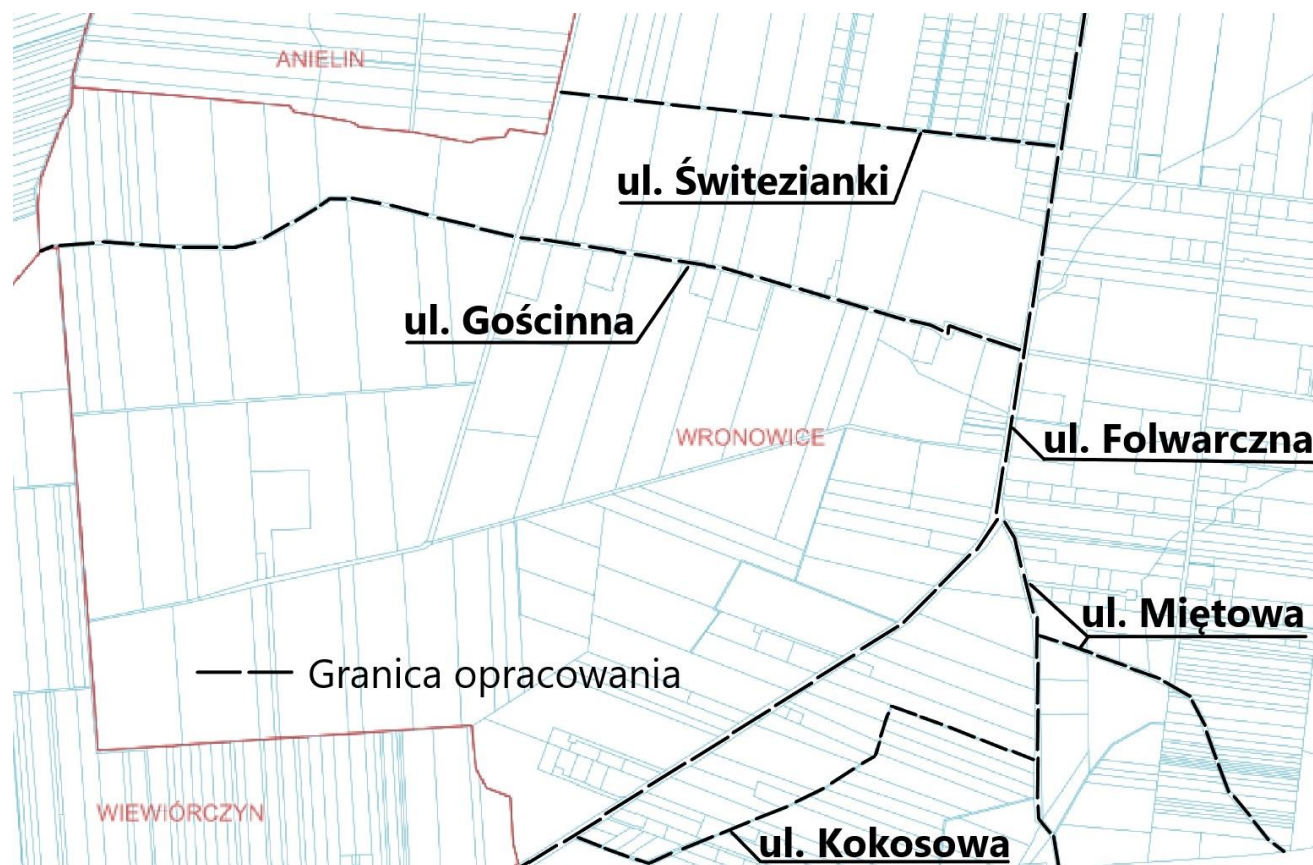 ANIELIN
ul. Świtezianki
ul. Gościnna
WRONOWICE
ul. Folwarczna
ul. Miętowa
Granica opracowania
WIEWIÓRCZYN
ul. Kokosowa